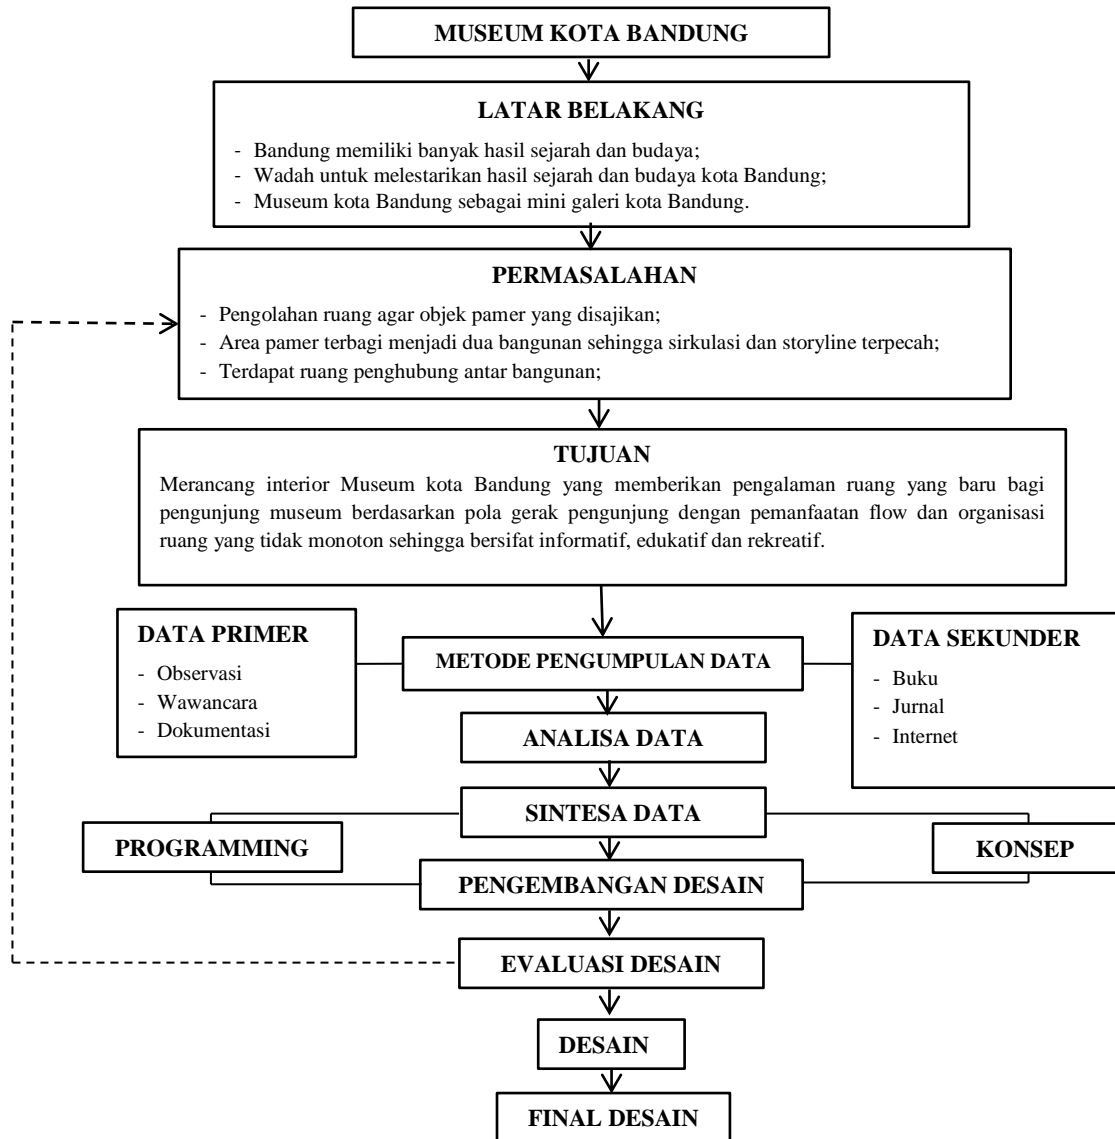 MUSEUM KOTA BANDUNG
LATAR BELAKANG
- Bandung memiliki banyak hasil sejarah dan budaya;
- Wadah untuk melestarikan hasil sejarah dan budaya kota Bandung;
- Museum kota Bandung sebagai mini galeri kota Bandung.
PERMASALAHAN
- Pengolahan ruang agar objek pamer yang disajikan;
- Area pamer terbagi menjadi dua bangunan sehingga sirkulasi dan storyline terpecah;
- Terdapat ruang penghubung antar bangunan;
TUJUAN
Merancang interior Museum kota Bandung yang memberikan pengalaman ruang yang baru bagi
pengunjung museum berdasarkan pola gerak pengunjung dengan pemanfaatan flow dan organisasi
ruang yang tidak monoton sehingga bersifat informatif, edukatif dan rekreatif.
DATA PRIMER
- Observasi
- Wawancara
- Dokumentasi
METODE PENGUMPULAN DATA
DATA SEKUNDER
- Buku
- Jurnal
- Internet
ANALISA DATA
SINTESA DATA
PROGRAMMING
KONSEP
PENGEMBANGAN DESAIN
EVALUASI DESAIN
DESAIN
FINAL DESAIN